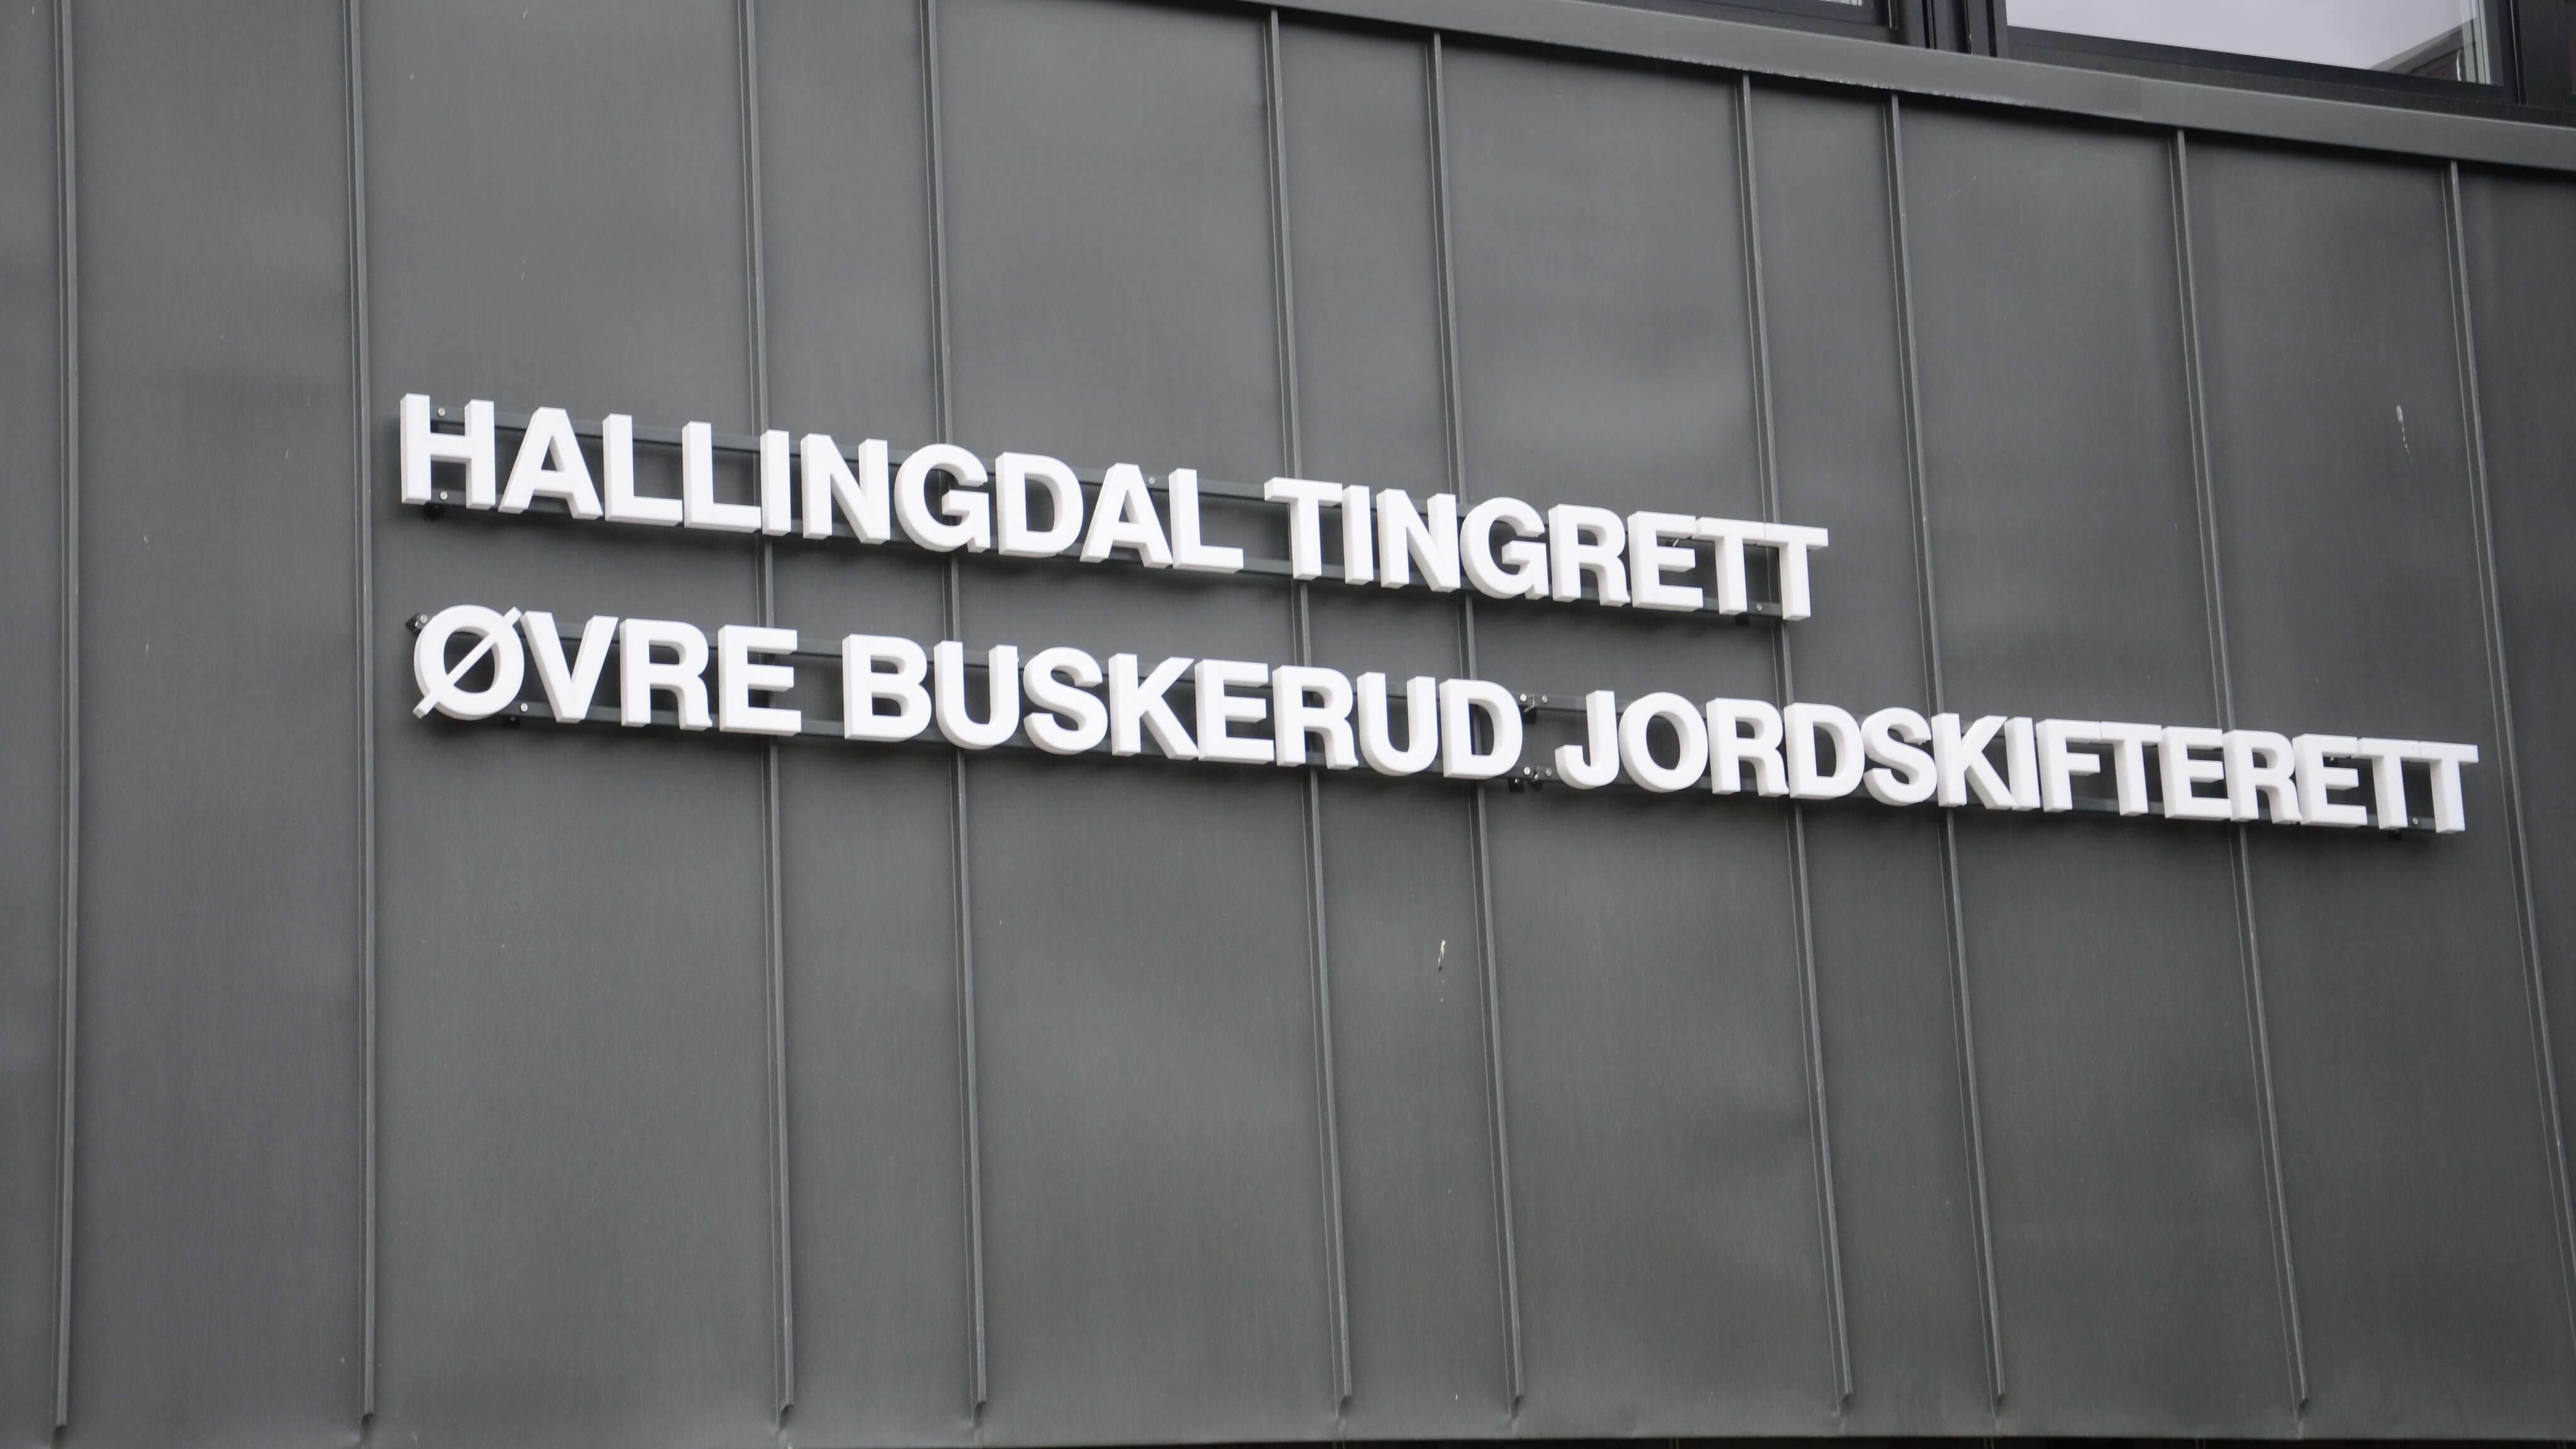 HALLINGDAL TINGRETT
ØVRE BUSKERUD JORDSKIFTERETT